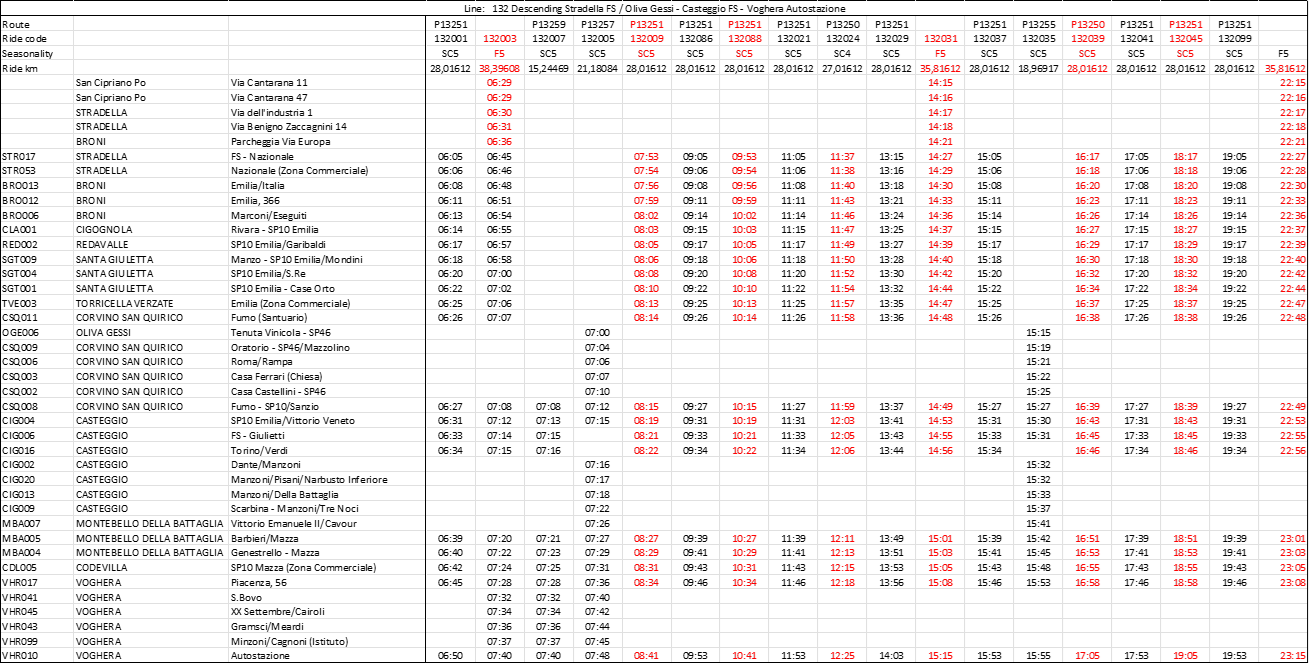 Line: 132 Descending Stradella FS / Oliva Gessi - Casteggio FS - Voghera Autostazione
Route P13251 P13259 P13257 P13251 P13251 P13251 P13251 P13250 P13251 P13251 P13255 P13250 P13251 P13251 P13251
Ride code 132001 132003 132007 132005 132009 132086 132088 132021 132024 132029 132031 132037 132035 132039 132041 132045 132099
Seasonality SC5 F5 SC5 SC5 SC5 SC5 SC5 SC5 SC4 SC5 F5 SC5 SC5 SC5 SC5 SC5 SC5 F5
Ride km 28,01612 38,39608 15,24469 21,18084 28,01612 28,01612 28,01612 28,01612 27,01612 28,01612 35,81612 28,01612 18,96917 28,01612 28,01612 28,01612 28,01612 35,81612
San Cipriano Po Via Cantarana 11 06:29 14:15 22:15
San Cipriano Po Via Cantarana 47 06:29 14:16 22:16
STRADELLA Via dell'industria 1 06:30 14:17 22:17
STRADELLA Via Benigno Zaccagnini 14 06:31 14:18 22:18
BRONI Parcheggia Via Europa 06:36 14:21 22:21
STR017 STRADELLA FS - Nazionale 06:05 06:45 07:53 09:05 09:53 11:05 11:37 13:15 14:27 15:05 16:17 17:05 18:17 19:05 22:27
STR053 STRADELLA Nazionale (Zona Commerciale) 06:06 06:46 07:54 09:06 09:54 11:06 11:38 13:16 14:29 15:06 16:18 17:06 18:18 19:06 22:28
BRO013 BRONI Emilia/Italia 06:08 06:48 07:56 09:08 09:56 11:08 11:40 13:18 14:30 15:08 16:20 17:08 18:20 19:08 22:30
BRO012 BRONI Emilia, 366 06:11 06:51 07:59 09:11 09:59 11:11 11:43 13:21 14:33 15:11 16:23 17:11 18:23 19:11 22:33
BRO006 BRONI Marconi/Eseguiti 06:13 06:54 08:02 09:14 10:02 11:14 11:46 13:24 14:36 15:14 16:26 17:14 18:26 19:14 22:36
CLA001 CIGOGNOLA Rivara - SP10 Emilia 06:14 06:55 08:03 09:15 10:03 11:15 11:47 13:25 14:37 15:15 16:27 17:15 18:27 19:15 22:37
RED002 REDAVALLE SP10 Emilia/Garibaldi 06:17 06:57 08:05 09:17 10:05 11:17 11:49 13:27 14:39 15:17 16:29 17:17 18:29 19:17 22:39
SGT009 SANTA GIULETTA Manzo - SP10 Emilia/Mondini 06:18 06:58 08:06 09:18 10:06 11:18 11:50 13:28 14:40 15:18 16:30 17:18 18:30 19:18 22:40
SGT004 SANTA GIULETTA SP10 Emilia/S.Re 06:20 07:00 08:08 09:20 10:08 11:20 11:52 13:30 14:42 15:20 16:32 17:20 18:32 19:20 22:42
SGT001 SANTA GIULETTA SP10 Emilia - Case Orto 06:22 07:02 08:10 09:22 10:10 11:22 11:54 13:32 14:44 15:22 16:34 17:22 18:34 19:22 22:44
TVE003 TORRICELLA VERZATE Emilia (Zona Commerciale) 06:25 07:06 08:13 09:25 10:13 11:25 11:57 13:35 14:47 15:25 16:37 17:25 18:37 19:25 22:47
CSQ011 CORVINO SAN QUIRICO Fumo (Santuario) 06:26 07:07 08:14 09:26 10:14 11:26 11:58 13:36 14:48 15:26 16:38 17:26 18:38 19:26 22:48
OGE006 OLIVA GESSI Tenuta Vinicola - SP46 07:00 15:15
CSQ009 CORVINO SAN QUIRICO Oratorio - SP46/Mazzolino 07:04 15:19
CSQ006 CORVINO SAN QUIRICO Roma/Rampa 07:06 15:21
CSQ003 CORVINO SAN QUIRICO Casa Ferrari (Chiesa) 07:07 15:22
CSQ002 CORVINO SAN QUIRICO Casa Castellini - SP46 07:10 15:25
CSQ008 CORVINO SAN QUIRICO Fumo - SP10/Sanzio 06:27 07:08 07:08 07:12 08:15 09:27 10:15 11:27 11:59 13:37 14:49 15:27 15:27 16:39 17:27 18:39 19:27 22:49
CIG004 CASTEGGIO SP10 Emilia/Vittorio Veneto 06:31 07:12 07:13 07:15 08:19 09:31 10:19 11:31 12:03 13:41 14:53 15:31 15:30 16:43 17:31 18:43 19:31 22:53
CIG006 CASTEGGIO FS - Giulietti 06:33 07:14 07:15 08:21 09:33 10:21 11:33 12:05 13:43 14:55 15:33 15:31 16:45 17:33 18:45 19:33 22:55
CIG016 CASTEGGIO Torino/Verdi 06:34 07:15 07:16 08:22 09:34 10:22 11:34 12:06 13:44 14:56 15:34 16:46 17:34 18:46 19:34 22:56
CIG002 CASTEGGIO Dante/Manzoni 07:16 15:32
CIG020 CASTEGGIO Manzoni/Pisani/Narbusto Inferiore 07:17 15:32
CIG013 CASTEGGIO Manzoni/Della Battaglia 07:18 15:33
CIG009 CASTEGGIO Scarbina - Manzoni/Tre Noci 07:22 15:37
MBA007 MONTEBELLO DELLA BATTAGLIA Vittorio Emanuele II/Cavour 07:26 15:41
MBA005 MONTEBELLO DELLA BATTAGLIA Barbieri/Mazza 06:39 07:20 07:21 07:27 08:27 09:39 10:27 11:39 12:11 13:49 15:01 15:39 15:42 16:51 17:39 18:51 19:39 23:01
MBA004 MONTEBELLO DELLA BATTAGLIA Genestrello - Mazza 06:40 07:22 07:23 07:29 08:29 09:41 10:29 11:41 12:13 13:51 15:03 15:41 15:45 16:53 17:41 18:53 19:41 23:03
CDL005 CODEVILLA SP10 Mazza (Zona Commerciale) 06:42 07:24 07:25 07:31 08:31 09:43 10:31 11:43 12:15 13:53 15:05 15:43 15:48 16:55 17:43 18:55 19:43 23:05
VHR017 VOGHERA Piacenza, 56 06:45 07:28 07:28 07:36 08:34 09:46 10:34 11:46 12:18 13:56 15:08 15:46 15:53 16:58 17:46 18:58 19:46 23:08
VHR041 VOGHERA S.Bovo 07:32 07:32 07:40
VHR045 VOGHERA XX Settembre/Cairoli 07:34 07:34 07:42
VHR043 VOGHERA Gramsci/Meardi 07:36 07:36 07:44
VHR099 VOGHERA Minzoni/Cagnoni (Istituto) 07:37 07:37 07:45
VHR010 VOGHERA Autostazione 06:50 07:40 07:40 07:48 08:41 09:53 10:41 11:53 12:25 14:03 15:15 15:53 15:55 17:05 17:53 19:05 19:53 23:15